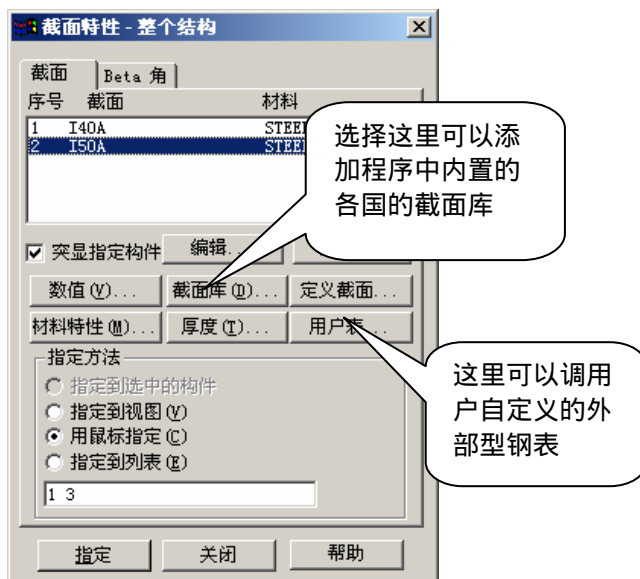 截面特性 - 整个结构
截面 Beta 角
序号 截面 材料
1 I40A STEEL
2 I50A STEEL
选择这里可以添
加程序中内置的
各国的截面库
突显指定构件 编辑...
数值(V)... 截面库(D)... 定义截面...
材料特性(M)... 厚度(T)... 用户表...
指定方法
指定到选中的构件
指定到视图(V)
用鼠标指定(C)
指定到列表(E)
1 3
这里可以调用
户自定义的外
部型钢表
指定 关闭 帮助